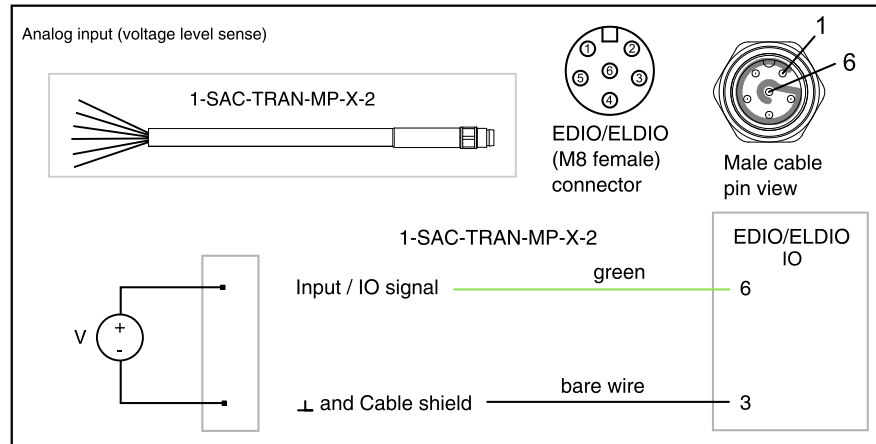 Analog input (voltage level sense)
1-SAC-TRAN-MP-X-2
1 2
6
5 3
4
EDIO/ELDIO
(M8 female)
connector
1
6
Male cable
pin view
1-SAC-TRAN-MP-X-2
EDIO/ELDIO
IO
Input / IO signal green 6
V
+
-
⊥ and Cable shield bare wire 3